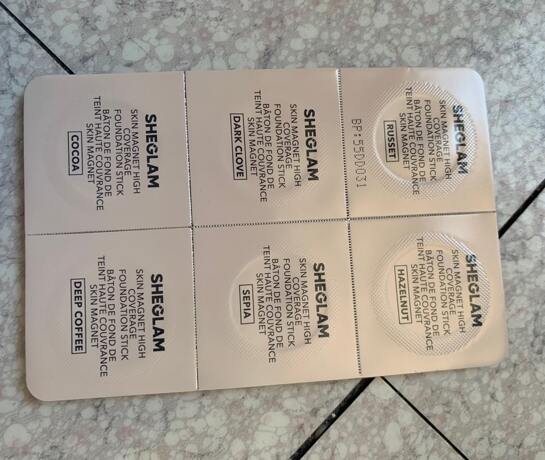 SHEGLAM
SKIN MAGNET HIGH
COVERAGE
FOUNDATION STICK
BÂTON DE FOND DE
TEINT HAUTE COUVRANCE
SKIN MAGNET
RUSSET
BP:55DD031
SHEGLAM
SKIN MAGNET HIGH
COVERAGE
FOUNDATION STICK
BÂTON DE FOND DE
TEINT HAUTE COUVRANCE
SKIN MAGNET
HAZELNUT
SHEGLAM
SKIN MAGNET HIGH
COVERAGE
FOUNDATION STICK
BÂTON DE FOND DE
TEINT HAUTE COUVRANCE
SKIN MAGNET
DARK CLOVE
SHEGLAM
SKIN MAGNET HIGH
COVERAGE
FOUNDATION STICK
BÂTON DE FOND DE
TEINT HAUTE COUVRANCE
SKIN MAGNET
SEPIA
SHEGLAM
SKIN MAGNET HIGH
COVERAGE
FOUNDATION STICK
BÂTON DE FOND DE
TEINT HAUTE COUVRANCE
SKIN MAGNET
COCOA
SHEGLAM
SKIN MAGNET HIGH
COVERAGE
FOUNDATION STICK
BÂTON DE FOND DE
TEINT HAUTE COUVRANCE
SKIN MAGNET
DEEP COFFEE